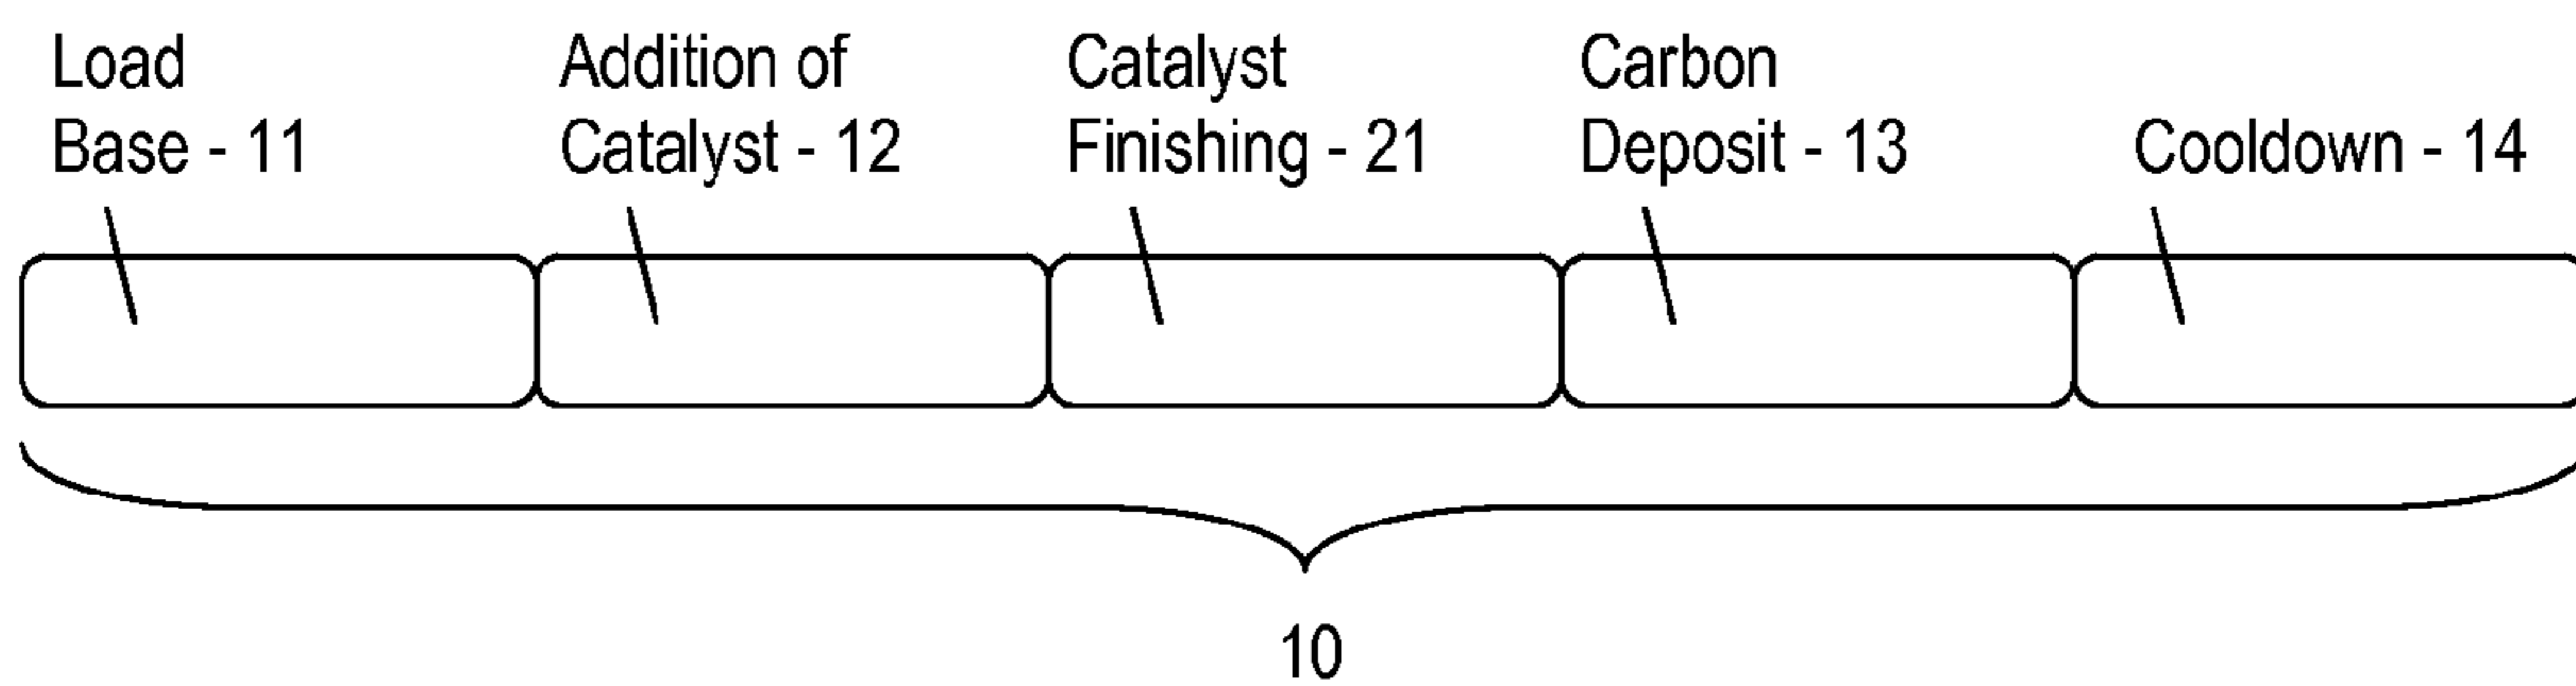 Load
Base - 11
Addition of
Catalyst - 12
Catalyst
Finishing - 21
Carbon
Deposit - 13
Cooldown - 14
10